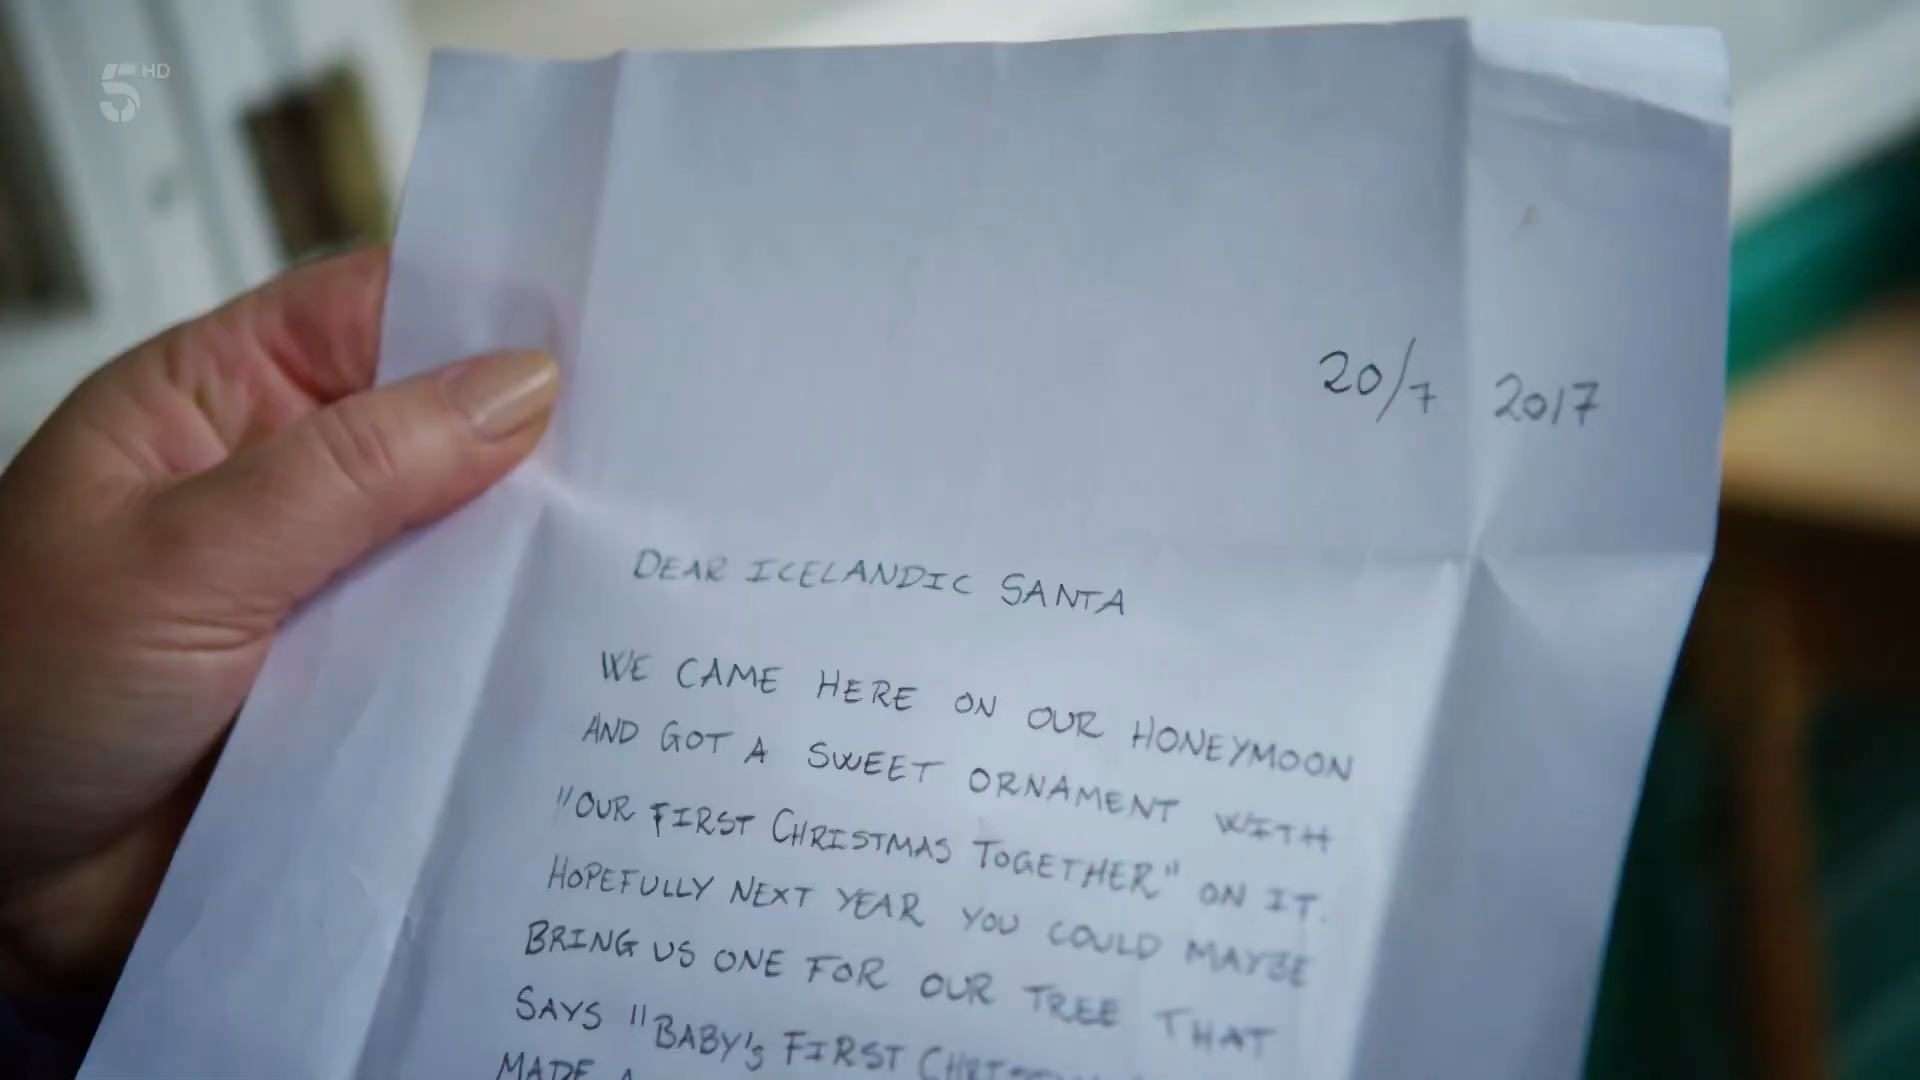 5 HD
20/7 2017
DEAR ICELANDIC SANTA
WE CAME HERE ON OUR HONEYMOON
AND GOT A SWEET ORNAMENT WITH
"OUR FIRST CHRISTMAS TOGETHER" ON IT.
HOPEFULLY NEXT YEAR YOU COULD MAYBE
BRING US ONE FOR OUR TREE THAT
SAYS "BABY'S FIRST
MADE A